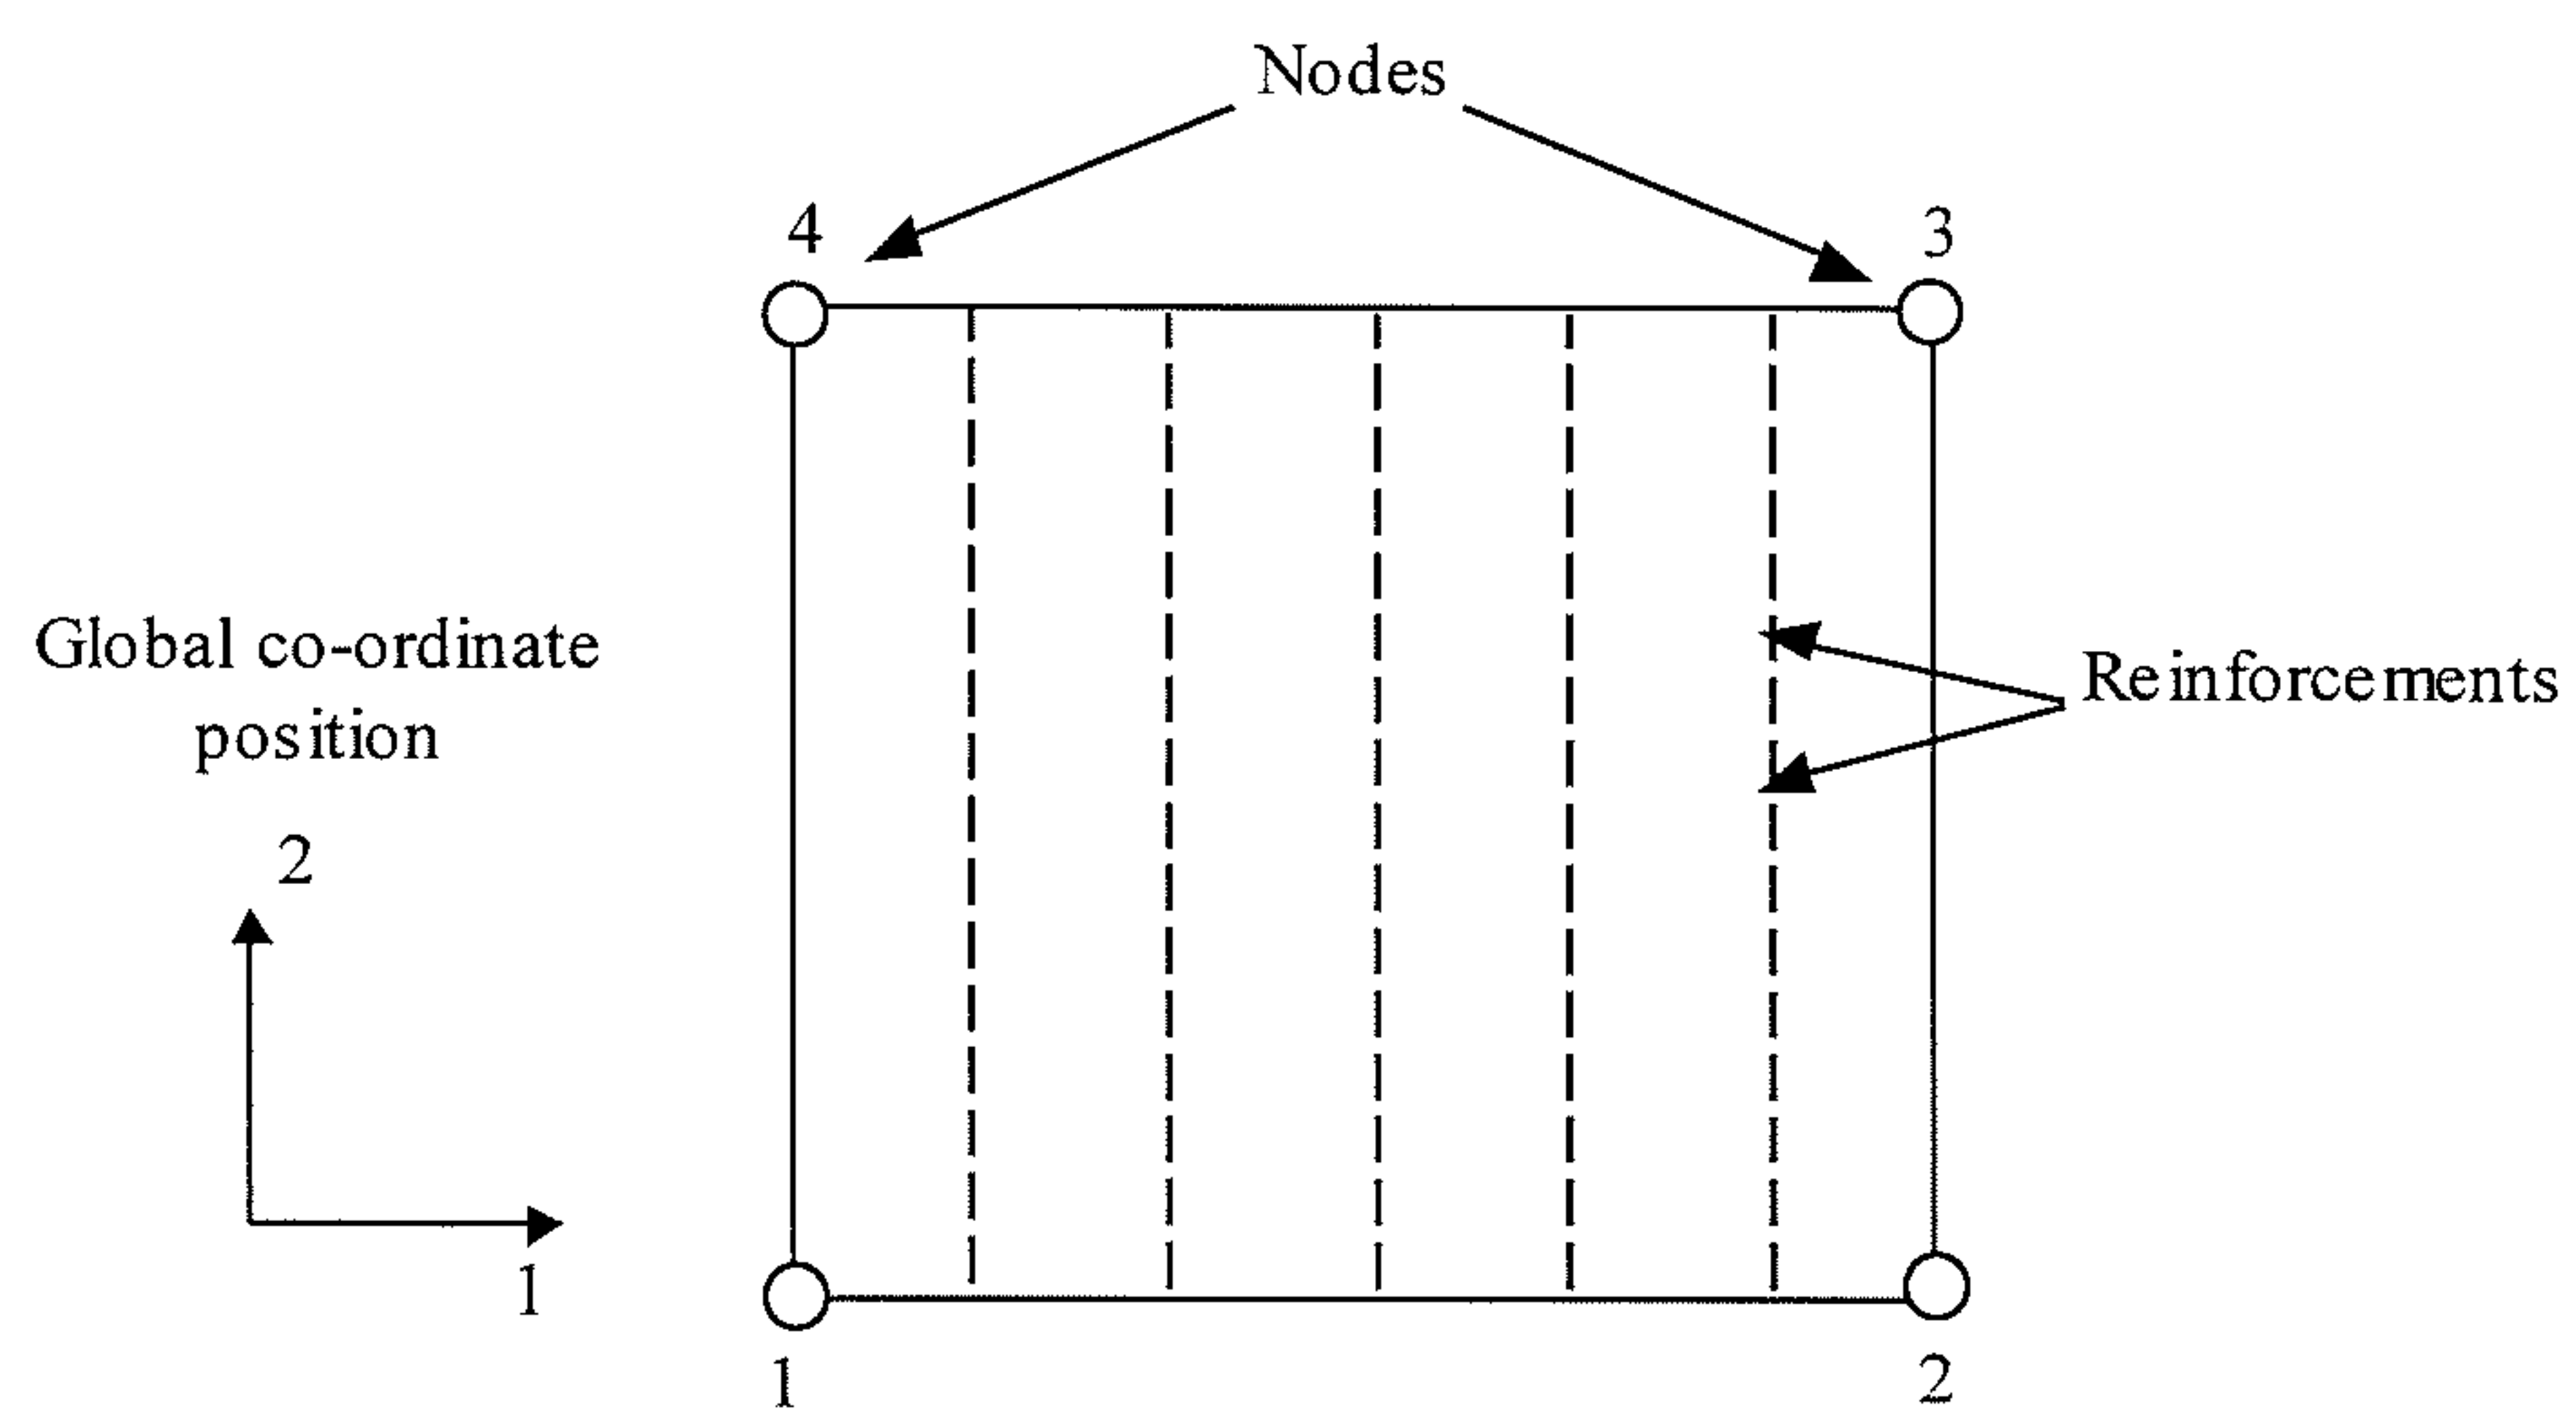 Nodes
4
3
Global co-ordinate
position
Reinforcements
2
1
1
2